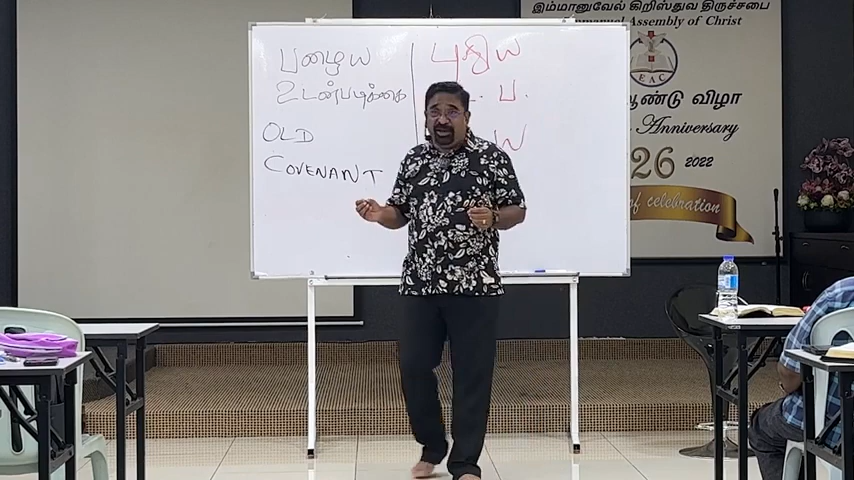 பழைய
உடன்படிக்கை
OLD
COVENANT
புதிய
உ. ப.
W
இம்மானுவேல் கிறிஸ்துவ திருச்சபை
Emmanuel Assembly of Christ
EAC
ஆண்டு விழா
Anniversary
26 2022
of celebration